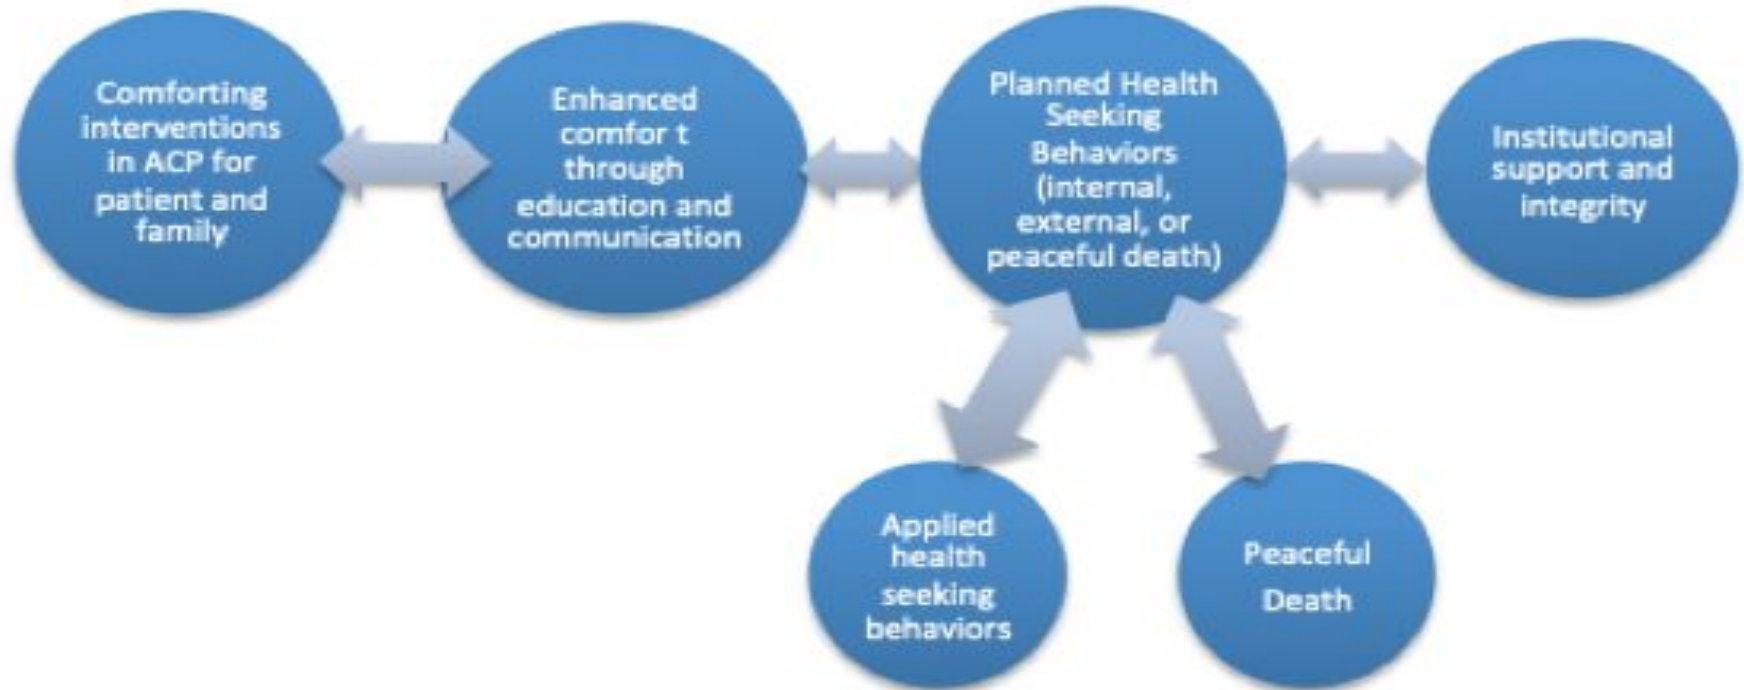 Comforting
interventions
in ACP for
patient and
family
Enhanced
comfor t
through
education and
communication
Planned Health
Seeking
Behaviors
(internal,
external, or
peaceful death)
Institutional
support and
integrity
Applied
health
seeking
behaviors
Peaceful
Death